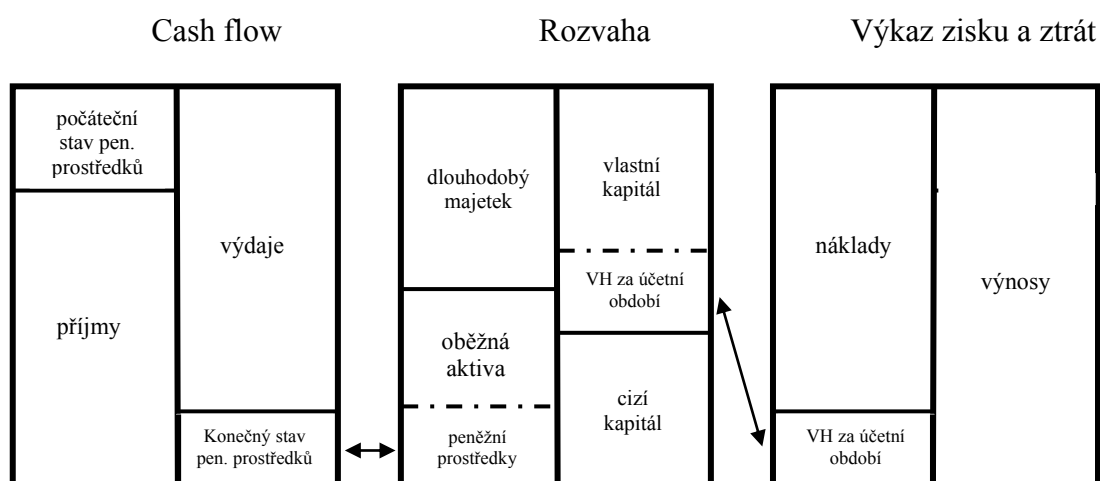 Cash flow
Rozvaha
Výkaz zisku a ztrát
počáteční
stav pen.
prostředků
příjmy
výdaje
Konečný stav
pen. prostředků
dlouhodobý
majetek
oběžná
aktiva
peněžní
prostředky
vlastní
kapitál
VH za účetní
období
cizí
kapitál
náklady
VH za účetní
období
výnosy